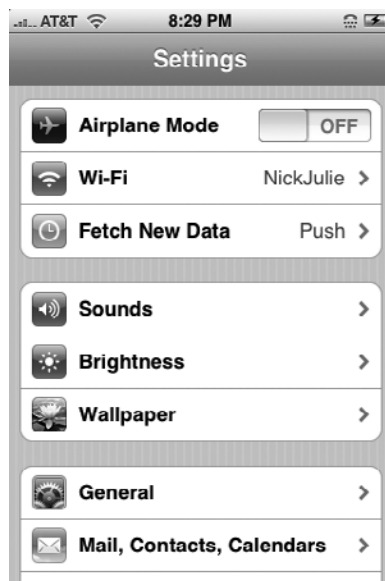 AT&T 8:29 PM
Settings
Airplane Mode OFF
Wi-Fi NickJulie
Fetch New Data Push
Sounds
Brightness
Wallpaper
General
Mail, Contacts, Calendars